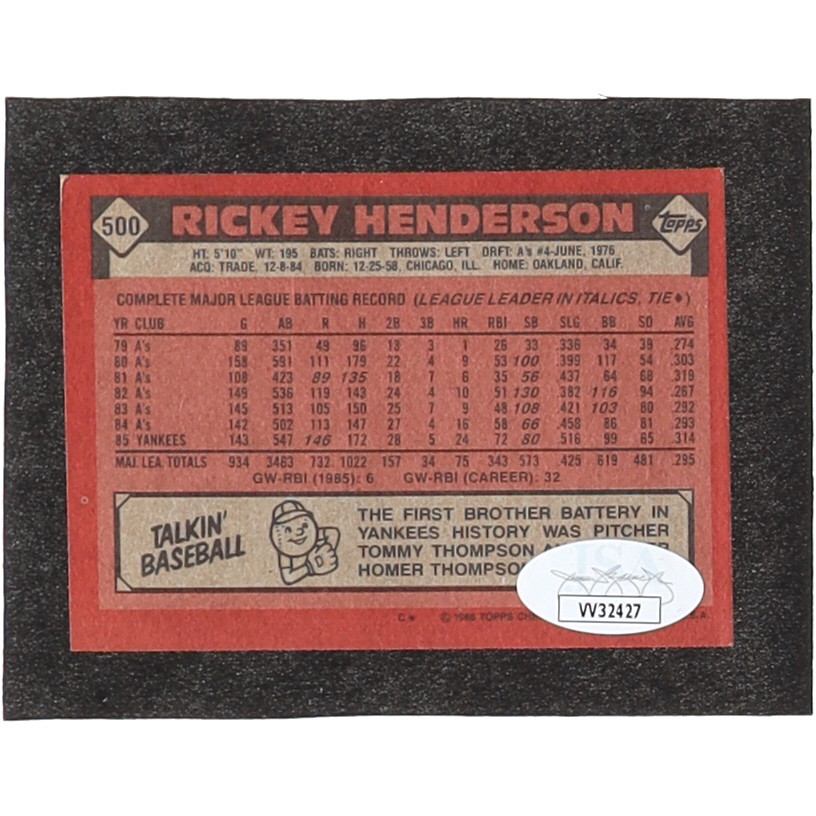 500 RICKEY HENDERSON topps
HT: 5'10" WT: 195 BATS: RIGHT THROWS: LEFT DRFT: A's #4-JUNE, 1976
ACQ: TRADE, 12-8-84 BORN: 12-25-58, CHICAGO, ILL. HOME: OAKLAND, CALIF.
COMPLETE MAJOR LEAGUE BATTING RECORD (LEAGUE LEADER IN ITALICS, TIE♦)
YR CLUB G AB R H 2B 3B HR RBI SB SLG BB SO AVG
79 A's 89 351 49 96 13 3 1 26 33 .336 34 39 .274
80 A's 158 591 111 179 22 4 9 53 100 .399 117 54 .303
81 A's 108 423 89 135 18 7 6 35 56 .437 64 68 .319
82 A's 149 536 119 143 24 4 10 51 130 .382 116 94 .267
83 A's 145 513 105 150 25 7 9 48 108 .421 103 80 .292
84 A's 142 502 113 147 27 4 16 58 66 .458 86 81 .293
85 YANKEES 143 547 146 172 28 5 24 72 80 .516 99 65 .314
MAJ. LEA. TOTALS 934 3463 732 1022 157 34 75 343 573 .425 619 481 .295
GW-RBI (1985): 6 GW-RBI (CAREER): 32
TALKIN'
BASEBALL
THE FIRST BROTHER BATTERY IN
YANKEES HISTORY WAS PITCHER
TOMMY THOMPSON
HOMER THOMPSON
JSA
VV32427
C* © 1986 TOPPS